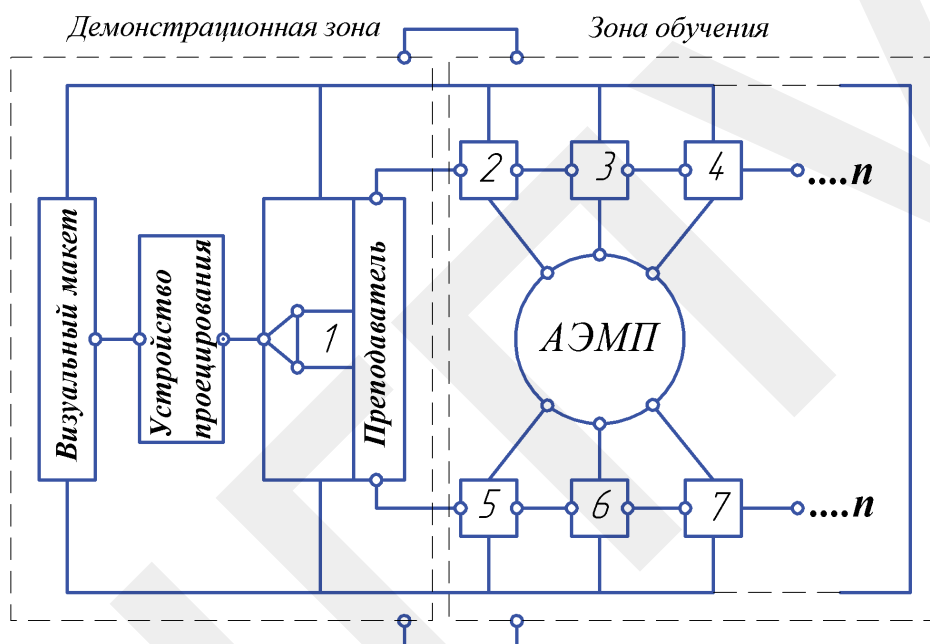 Демонстрационная зона
Зона обучения
Визуальный макет
Устройство
проецирования
1
Преподаватель
2
3
4
....n
АЭМП
5
6
7
....n